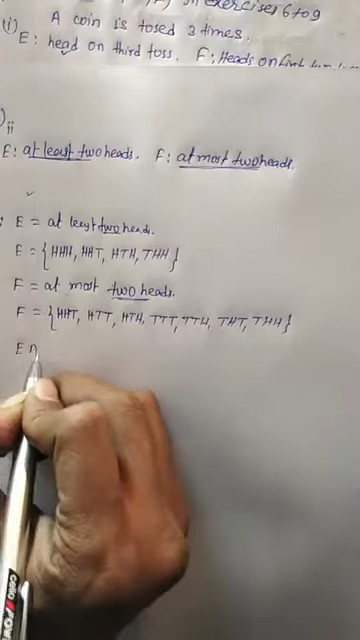 in exercises 6 to 9
(i) A coin is tosed 3 times,
E: head on third toss. F: Heads on
)ii
E: at least two heads. F: at most two heads.
: E = at least two heads.
E = {HHH, HHT, HTH, THH}
F = at most two heads.
F = {HHT, HTT, HTH, TTT, TTH, THT, THH}
E ∩